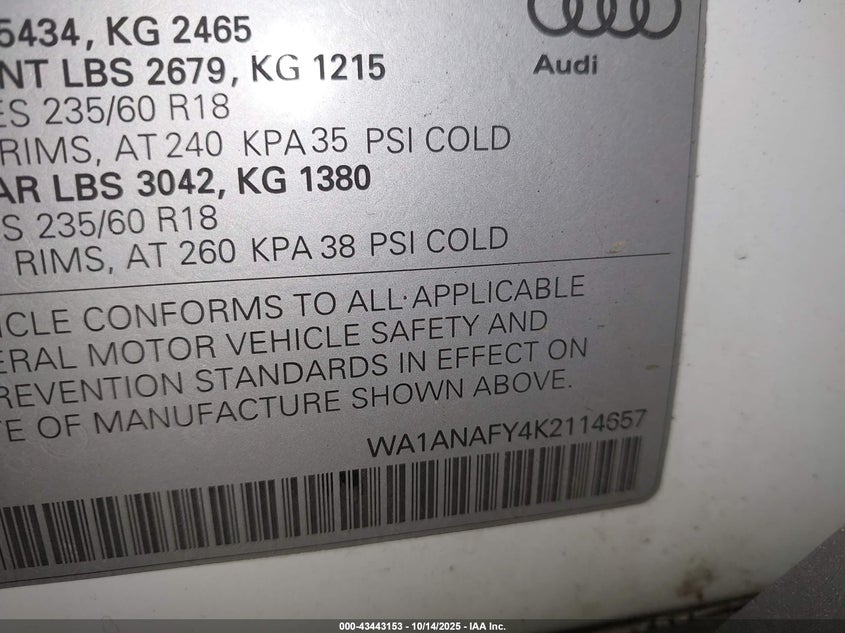 5434, KG 2465
NT LBS 2679, KG 1215
ES 235/60 R18
RIMS, AT 240 KPA 35 PSI COLD
AR LBS 3042, KG 1380
S 235/60 R18
RIMS, AT 260 KPA 38 PSI COLD
Audi
ICLE CONFORMS TO ALL APPLICABLE
ERAL MOTOR VEHICLE SAFETY AND
REVENTION STANDARDS IN EFFECT ON
TE OF MANUFACTURE SHOWN ABOVE.
WA1ANAFY4K2114657
000-43443153 - 10/14/2025 - IAA Inc.